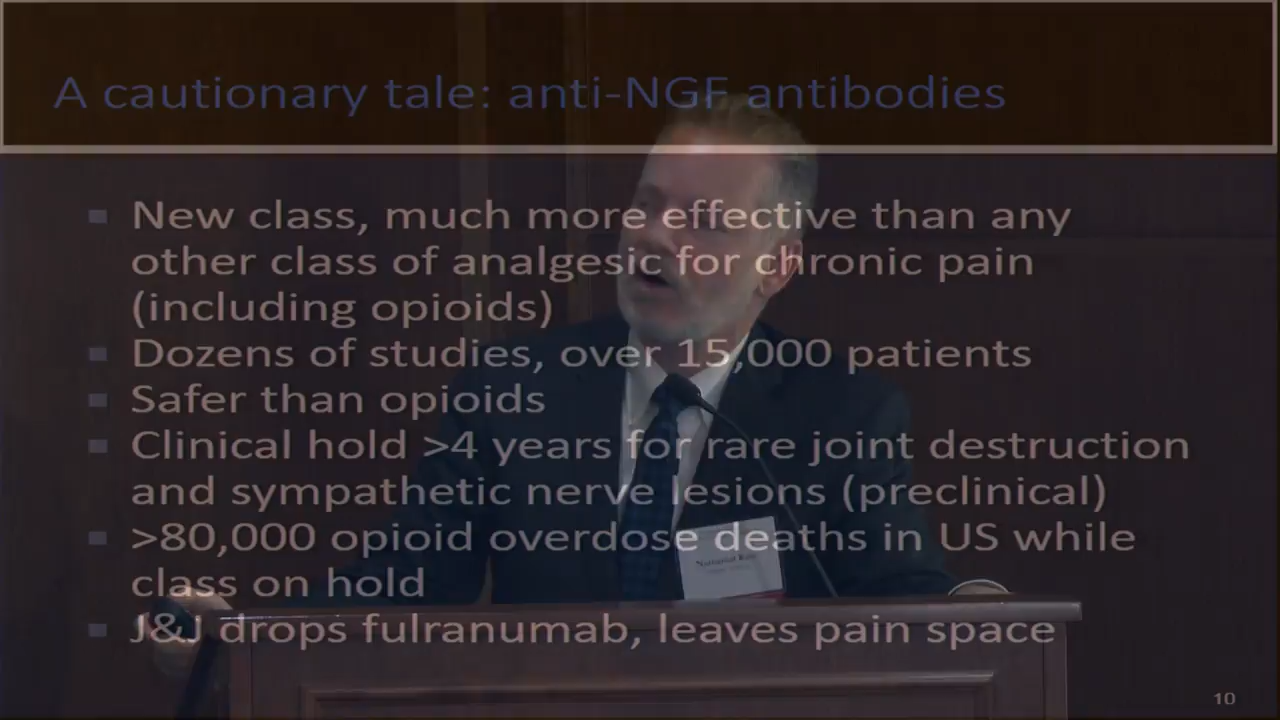 A cautionary tale: anti-NGF antibodies
New class, much more effective than any
other class of analgesic for chronic pain
(including opioids)
Dozens of studies, over 15,000 patients
Safer than opioids
Clinical hold >4 years for rare joint destruction
and sympathetic nerve lesions (preclinical)
>80,000 opioid overdose deaths in US while
class on hold
J&J drops fulranumab, leaves pain space
10